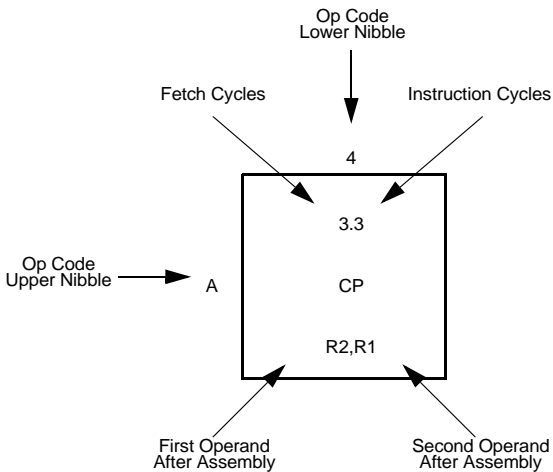 Op Code
Lower Nibble
Fetch Cycles
Instruction Cycles
4
3.3
Op Code
Upper Nibble
A
CP
R2,R1
First Operand
After Assembly
Second Operand
After Assembly